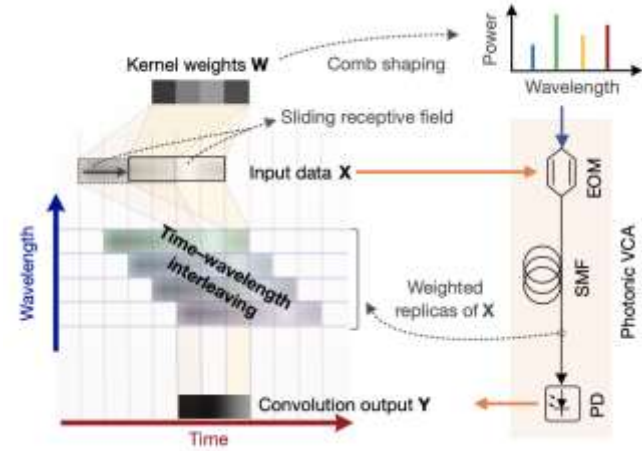 Kernel weights W
Comb shaping
Power
Wavelength
Sliding receptive field
Input data X
EOM
Wavelength
Time–wavelength
interleaving
Weighted
replicas of X
SMF
Photonic VCA
Convolution output Y
PD
Time